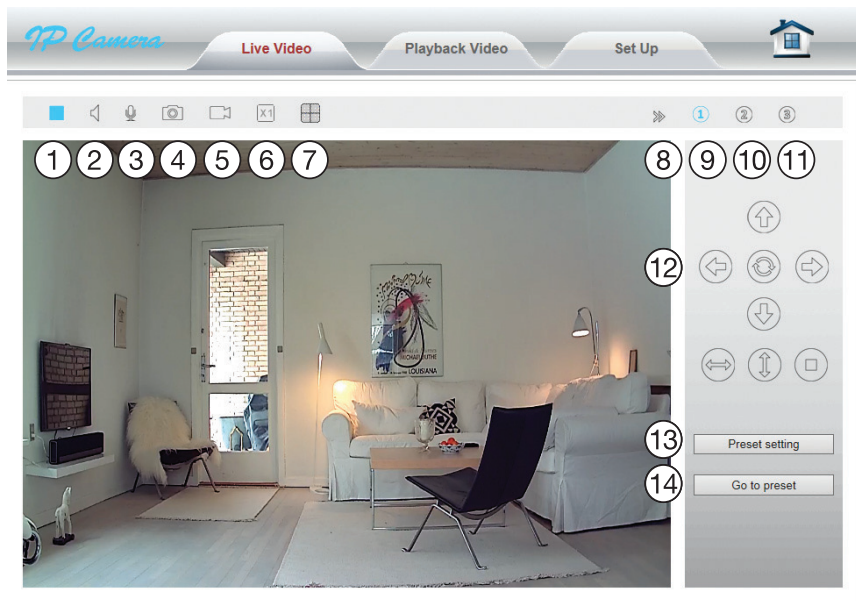 IP Camera
Live Video
Playback Video
Set Up
X1
1
2
3
1
2
3
4
5
6
7
8
9
10
11
12
13
Preset setting
14
Go to preset
MICHAEL RUTHE
LOUISIANA